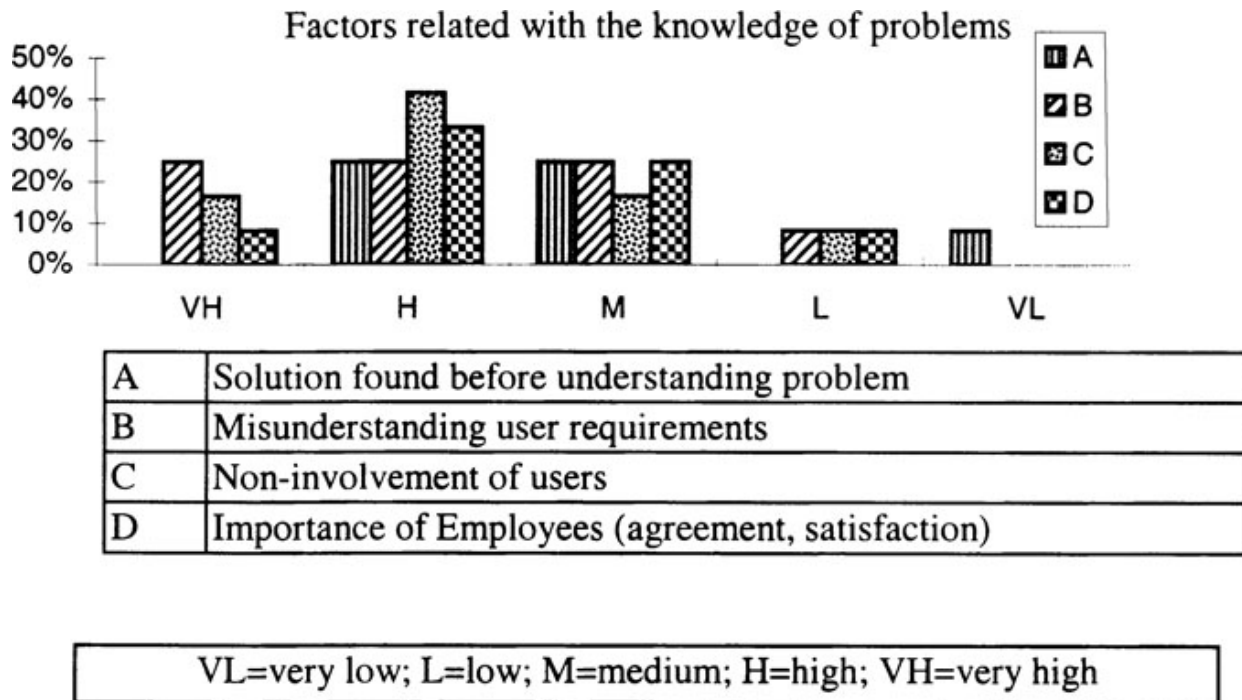 Factors related with the knowledge of problems
50%
40%
30%
20%
10%
0%
VH H M L VL
A
B
C
D
A Solution found before understanding problem
B Misunderstanding user requirements
C Non-involvement of users
D Importance of Employees (agreement, satisfaction)
VL=very low; L=low; M=medium; H=high; VH=very high